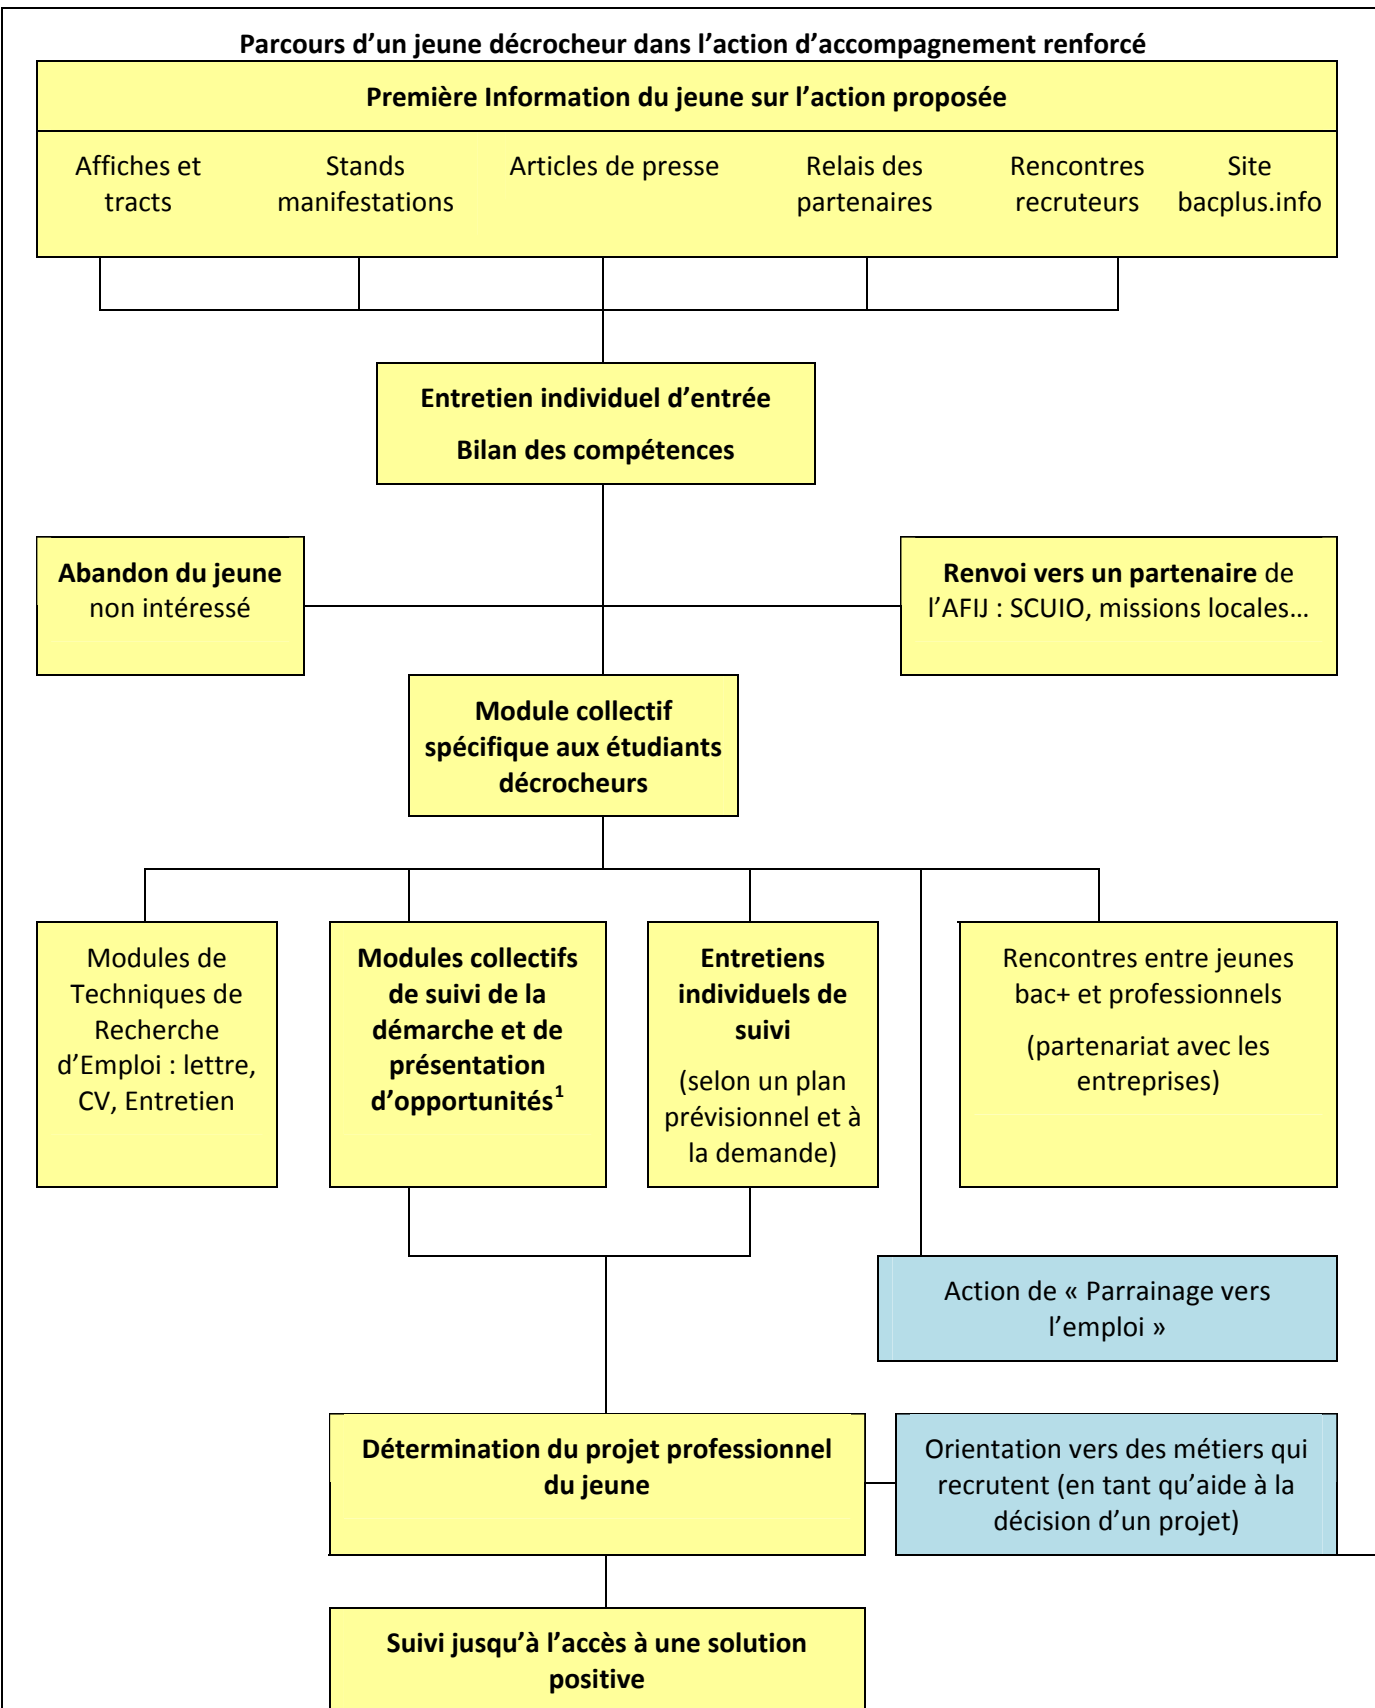 Parcours d’un jeune décrocheur dans l’action d’accompagnement renforcé
Première Information du jeune sur l’action proposée
Affiches et
tracts
Stands
manifestations
Articles de presse
Relais des
partenaires
Rencontres
recruteurs
Site
bacplus.info
Entretien individuel d’entrée
Bilan des compétences
Abandon du jeune
non intéressé
Renvoi vers un partenaire de
l’AFIJ : SCUIO, missions locales…
Module collectif
spécifique aux étudiants
décrocheurs
Modules de
Techniques de
Recherche
d’Emploi : lettre,
CV, Entretien
Modules collectifs
de suivi de la
démarche et de
présentation
d’opportunités¹
Entretiens
individuels de
suivi
(selon un plan
prévisionnel et à
la demande)
Rencontres entre jeunes
bac+ et professionnels
(partenariat avec les
entreprises)
Action de « Parrainage vers
l’emploi »
Détermination du projet professionnel
du jeune
Orientation vers des métiers qui
recrutent (en tant qu’aide à la
décision d’un projet)
Suivi jusqu’à l’accès à une solution
positive